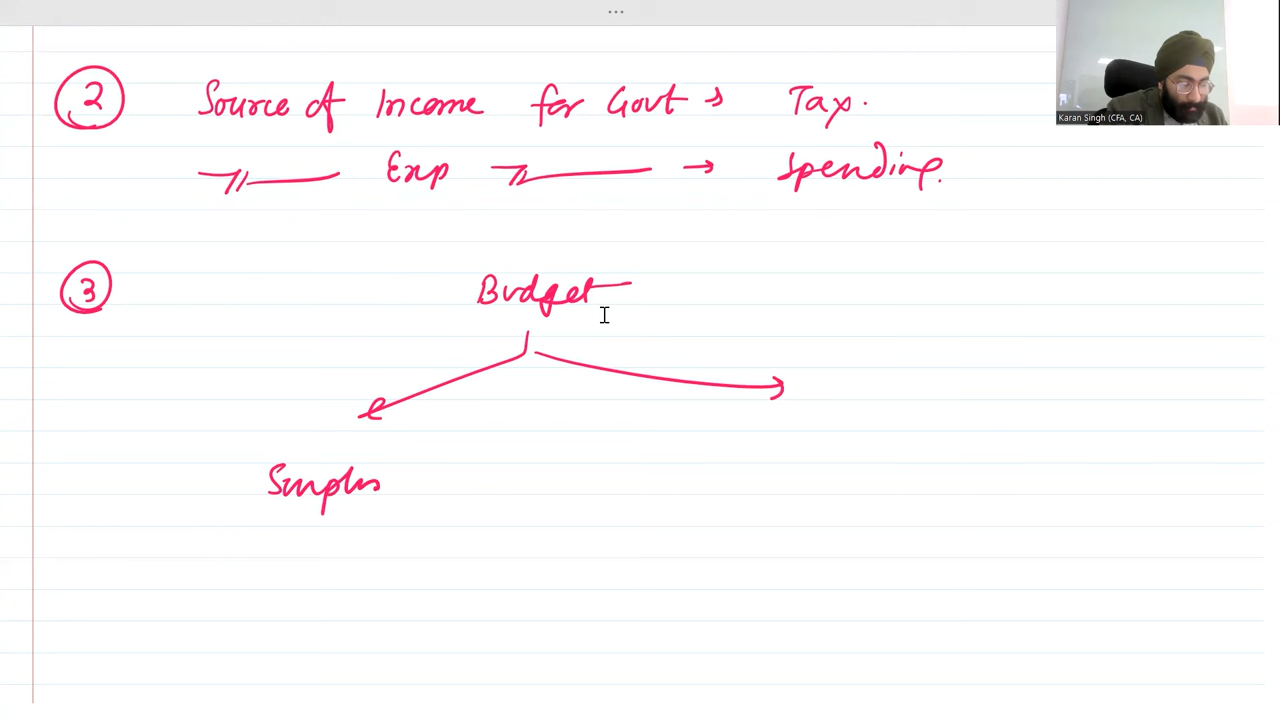 2 Source of Income for Govt → Tax.
—〃— Exp —〃— → Spending.
3 Budget
Surplus
Karan Singh (CFA, CA)